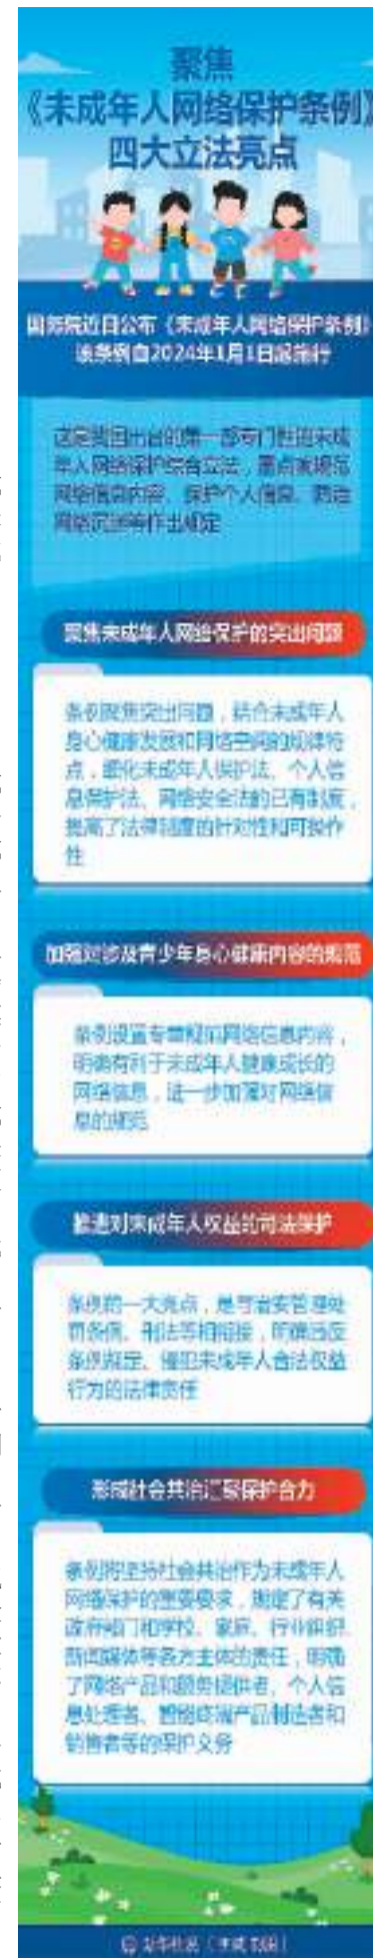 聚焦
《未成年人网络保护条例》
四大立法亮点
国务院近日公布《未成年人网络保护条例》
该条例自2024年1月1日起施行
这是我国出台的第一部专门性的未成
年人网络保护综合立法，重点就规范
网络信息内容、保护个人信息、防治
网络沉迷等作出规定
聚焦未成年人网络保护的突出问题
条例聚焦突出问题，结合未成年人
身心健康发展和网络空间的规律特
点，细化未成年人保护法、个人信
息保护法、网络安全法的已有制度，
提高了法律制度的针对性和可操作
性
加强对涉及青少年身心健康内容的规范
条例设置专章规范网络信息内容，
明确有利于未成年人健康成长的
网络信息，进一步加强对网络信
息的规范
推进对未成年人权益的司法保护
条例的一大亮点，是与治安管理处
罚条例、刑法等相衔接，明确违反
条例规定、侵犯未成年人合法权益
行为的法律责任
形成社会共治汇聚保护合力
条例将坚持社会共治作为未成年人
网络保护的重要要求，规定了有关
政府部门和学校、家庭、行业组织
新闻媒体等各方主体的责任，明确
了网络产品和服务提供者、个人信
息处理者、智能终端产品制造者和
销售者等的保护义务